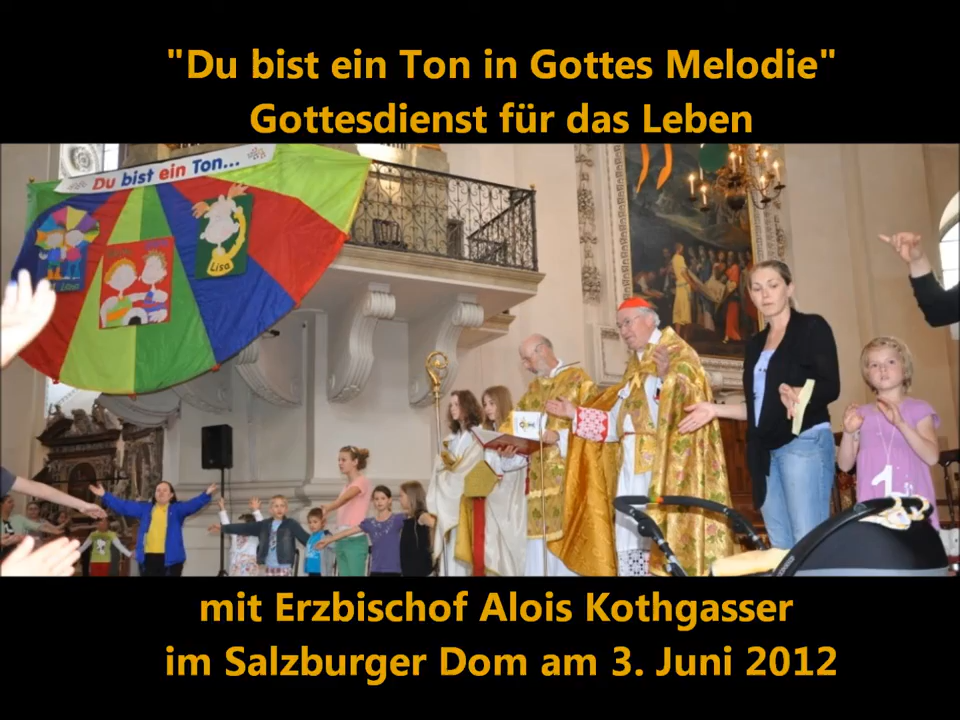 "Du bist ein Ton in Gottes Melodie"
Gottesdienst für das Leben
Du bist ein Ton...
Lisa
mit Erzbischof Alois Kothgasser
im Salzburger Dom am 3. Juni 2012